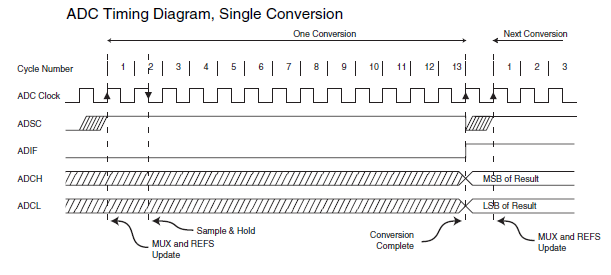 ADC Timing Diagram, Single Conversion
One Conversion
Next Conversion
Cycle Number 1 2 3 4 5 6 7 8 9 10 11 12 13 1 2 3
ADC Clock
ADSC
ADIF
ADCH
MSB of Result
ADCL
LSB of Result
Sample & Hold
MUX and REFS
Update
Conversion
Complete
MUX and REFS
Update